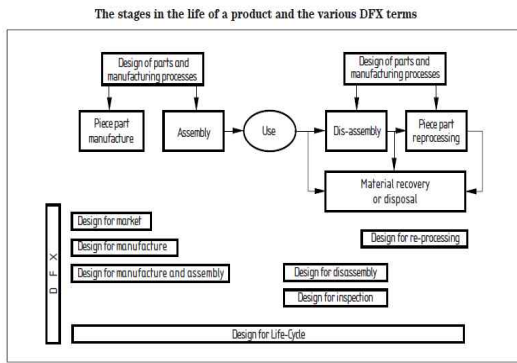 The stages in the life of a product and the various DFX terms
Design of parts and
manufacturing processes
Design of parts and
manufacturing processes
Piece part
manufacture
Assembly
Use
Dis-assembly
Piece part
reprocessing
Material recovery
or disposal
DFX
Design for market
Design for re-processing
Design for manufacture
Design for manufacture and assembly
Design for disassembly
Design for inspection
Design for Life-Cycle